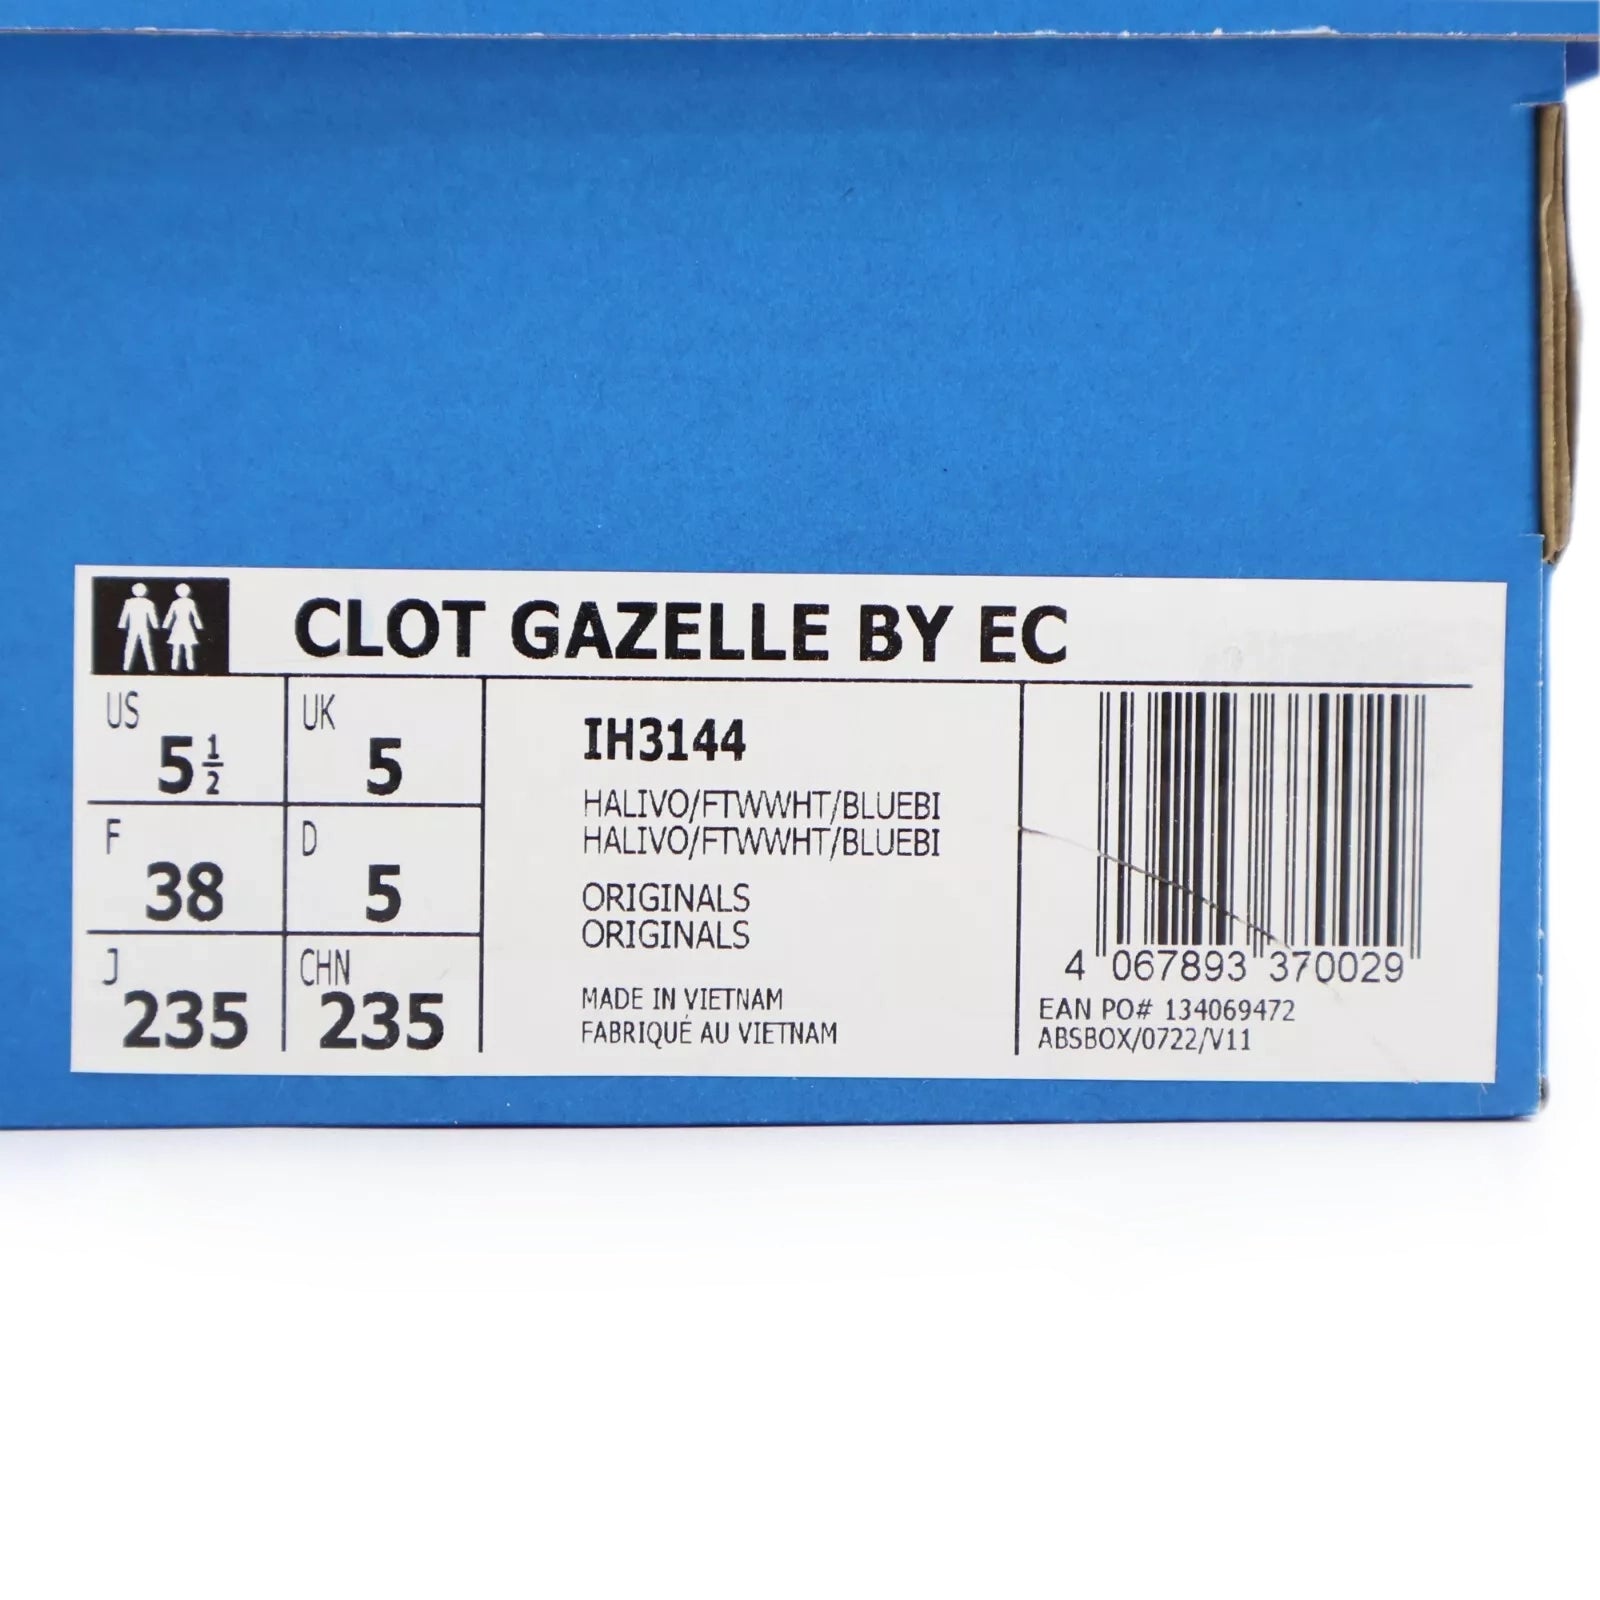 CLOT GAZELLE BY EC
US
5 1/2
UK
5
F
38
D
5
J
235
CHN
235
IH3144
HALIVO/FTWWHT/BLUEBI
HALIVO/FTWWHT/BLUEBI
ORIGINALS
ORIGINALS
MADE IN VIETNAM
FABRIQUÉ AU VIETNAM
4 067893 370029
EAN PO# 134069472
ABSBOX/0722/V11